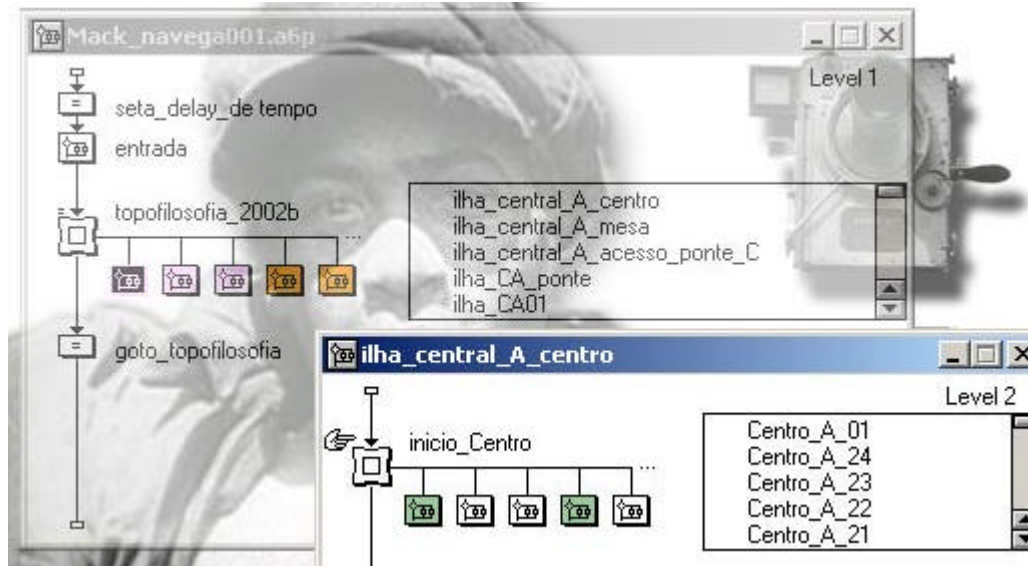 Mack_navega001.a6p
Level 1
seta_delay_de tempo
entrada
topofilosofia_2002b
...
ilha_central_A_centro
ilha_central_A_mesa
ilha_central_A_acesso_ponte_C
ilha_CA_ponte
ilha_CA01
goto_topofilosofia
ilha_central_A_centro
Level 2
inicio_Centro
...
Centro_A_01
Centro_A_24
Centro_A_23
Centro_A_22
Centro_A_21